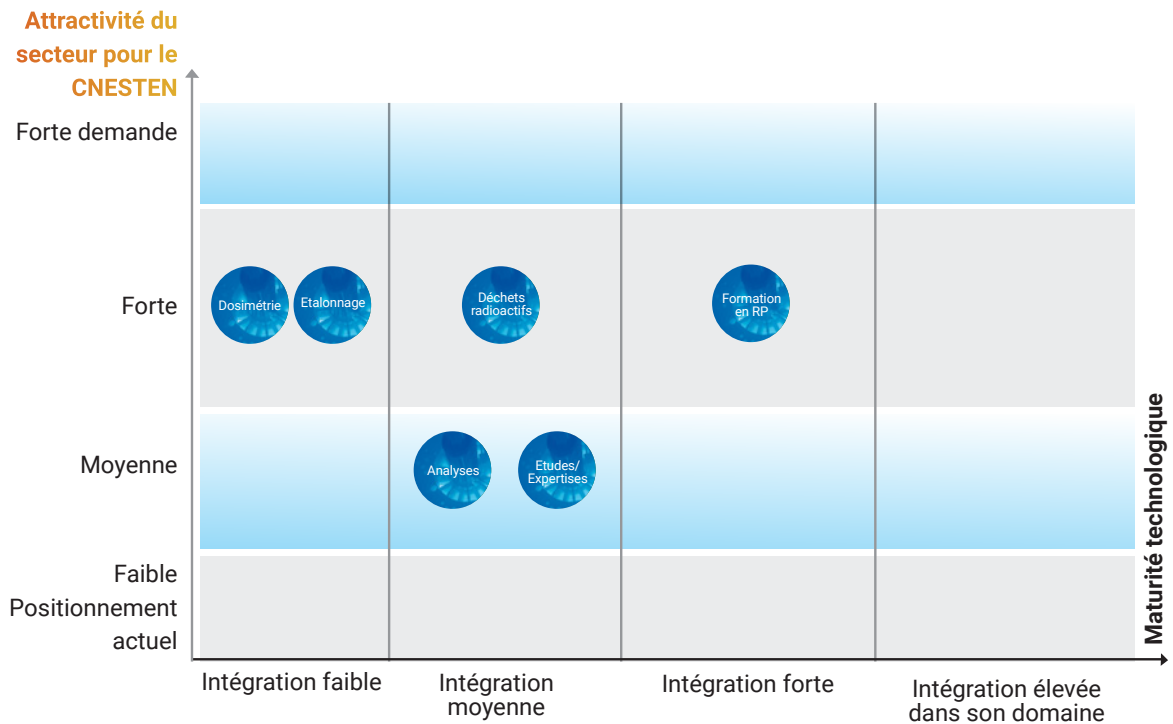 Attractivité du
secteur pour le
CNESTEN
Forte demande
Forte
Dosimétrie
Etalonnage
Déchets
radioactifs
Formation
en RP
Moyenne
Analyses
Etudes/
Expertises
Faible
Positionnement
actuel
Maturité technologique
Intégration faible
Intégration
moyenne
Intégration forte
Intégration élevée
dans son domaine